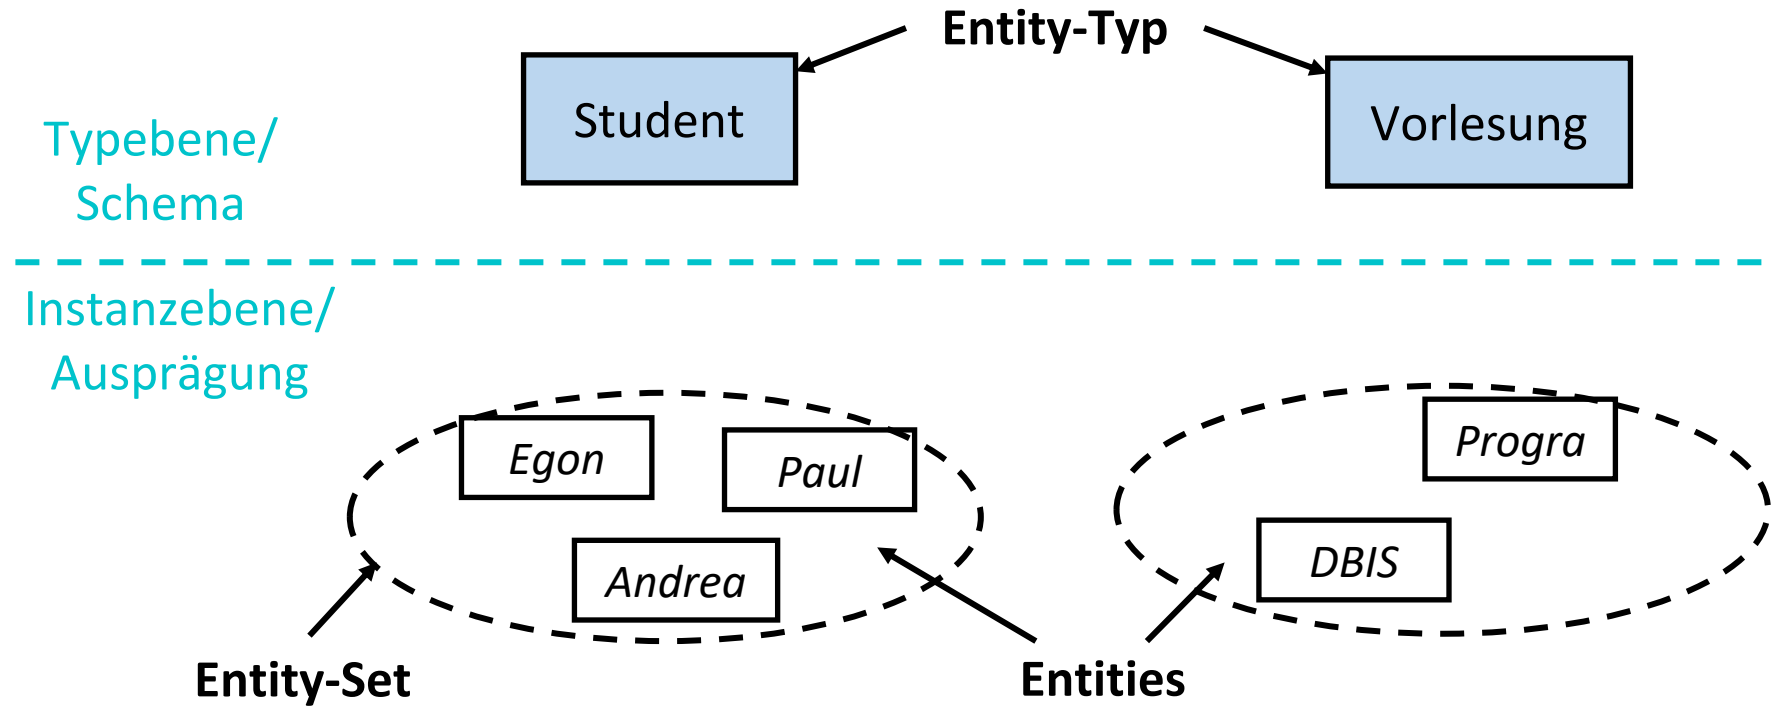 Entity-Typ
Student
Vorlesung
Typebene/
Schema
Instanzebene/
Ausprägung
Egon
Paul
Andrea
Progra
DBIS
Entity-Set
Entities